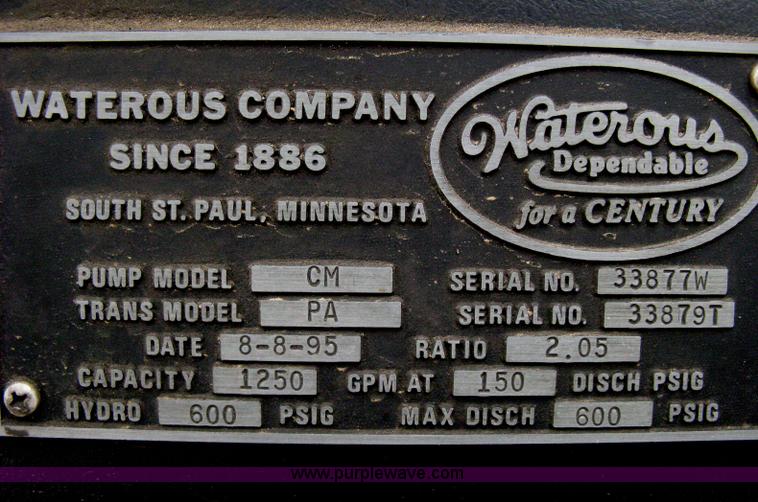 WATEROUS COMPANY
SINCE 1886
SOUTH ST. PAUL, MINNESOTA
Waterous
Dependable
for a CENTURY
PUMP MODEL CM SERIAL NO. 33877W
TRANS MODEL PA SERIAL NO. 33879T
DATE 8-8-95 RATIO 2.05
CAPACITY 1250 GPM AT 150 DISCH PSIG
HYDRO 600 PSIG MAX DISCH 600 PSIG
www.purplewave.com